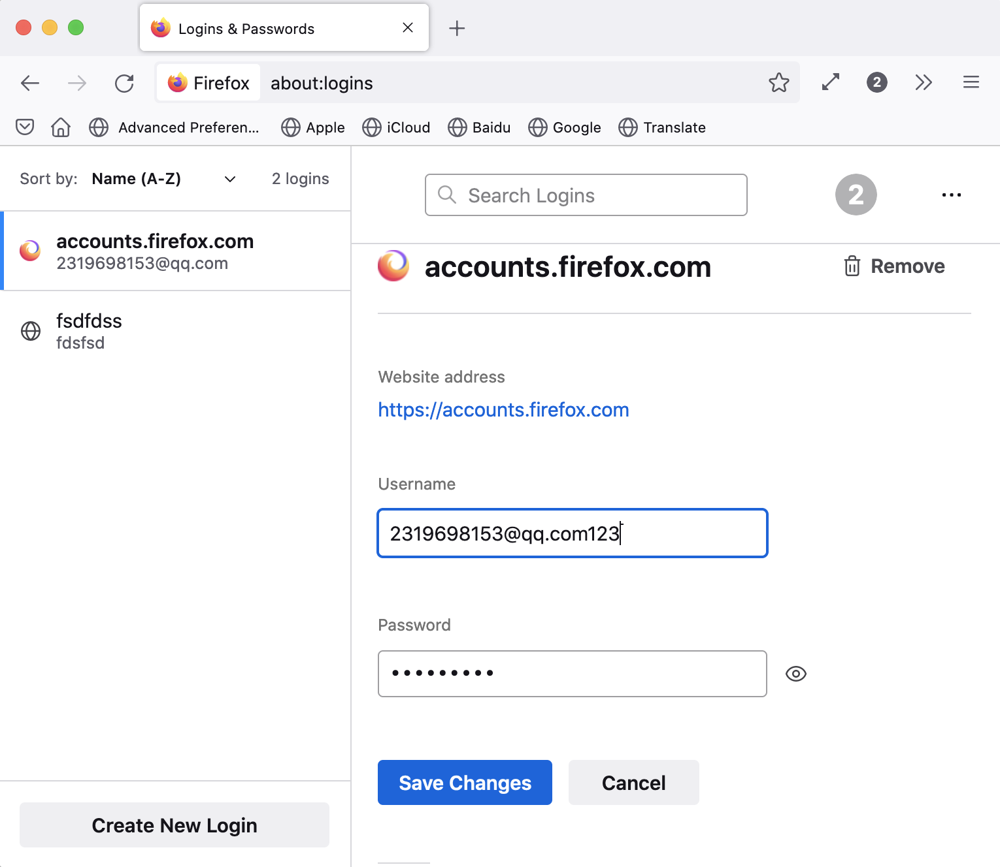 Logins & Passwords
Firefox about:logins 2
Advanced Preferen... Apple iCloud Baidu Google Translate
Sort by: Name (A-Z) 2 logins
accounts.firefox.com
2319698153@qq.com
fsdfdss
fdsfsd
Create New Login
Search Logins 2
accounts.firefox.com Remove
Website address
https://accounts.firefox.com
Username
2319698153@qq.com123
Password
•••••••••
Save Changes Cancel